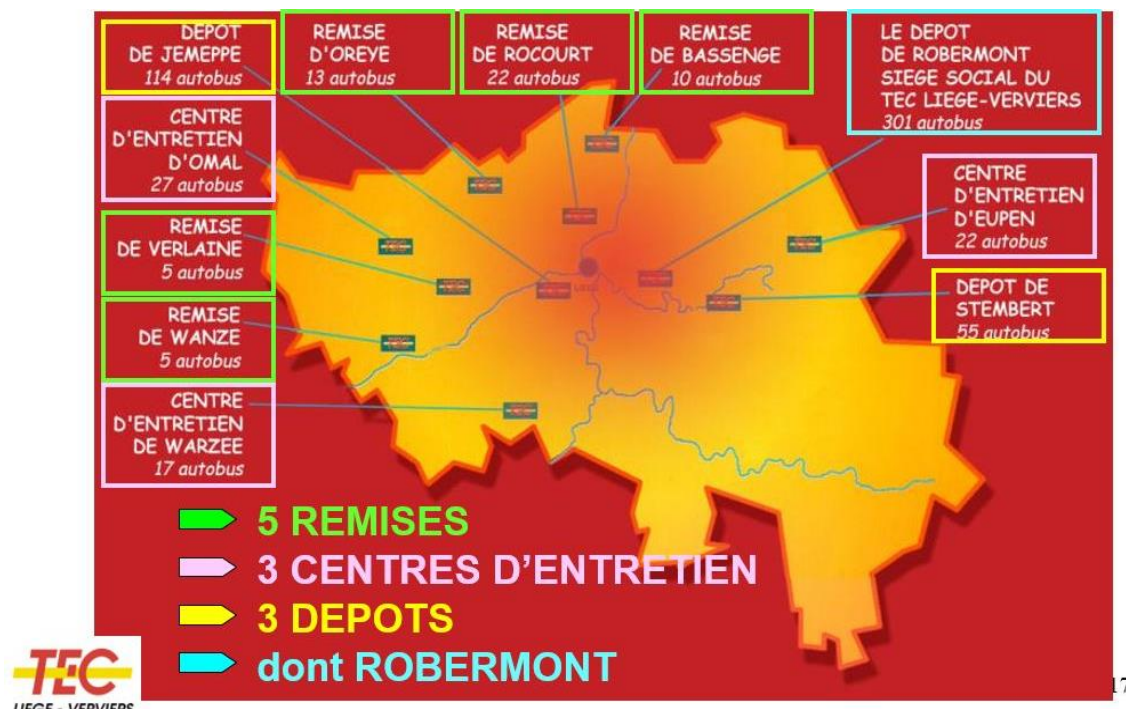 DEPOT
DE JEMEPPE
114 autobus
REMISE
D'OREYE
13 autobus
REMISE
DE ROCOURT
22 autobus
REMISE
DE BASSENGE
10 autobus
LE DEPOT
DE ROBERMONT
SIEGE SOCIAL DU
TEC LIEGE-VERVIERS
301 autobus
CENTRE
D'ENTRETIEN
D'OMAL
27 autobus
CENTRE
D'ENTRETIEN
D'EUPEN
22 autobus
REMISE
DE VERLAINE
5 autobus
DEPOT DE
STEMBERT
55 autobus
REMISE
DE WANZE
5 autobus
CENTRE
D'ENTRETIEN
DE WARZEE
17 autobus
5 REMISES
3 CENTRES D’ENTRETIEN
3 DEPOTS
dont ROBERMONT
TEC
LIEGE - VERVIERS
17